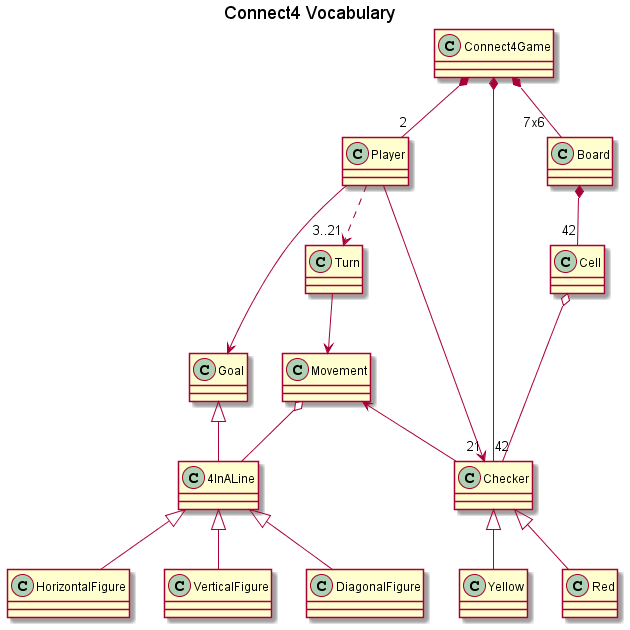 Connect4 Vocabulary
C Connect4Game
2
7x6
C Player
C Board
3..21
42
C Turn
C Cell
C Goal
C Movement
21
42
C 4InALine
C Checker
C HorizontalFigure
C VerticalFigure
C DiagonalFigure
C Yellow
C Red